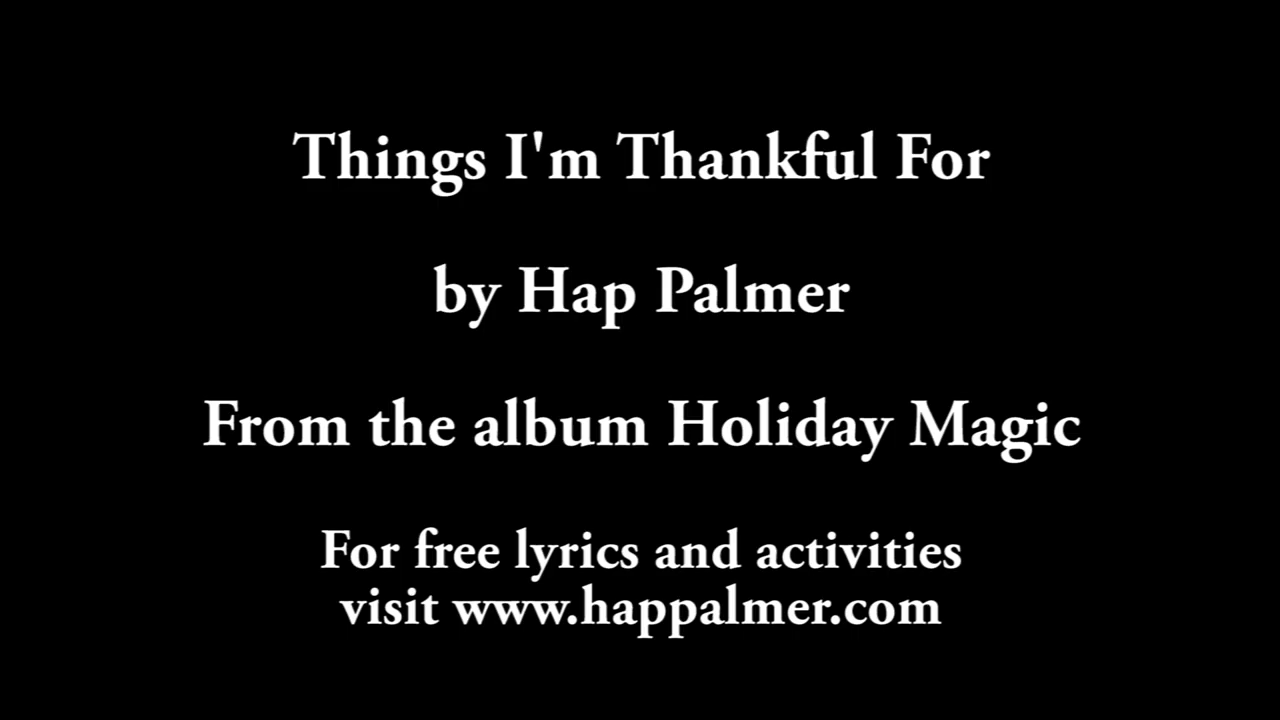 Things I'm Thankful For
by Hap Palmer
From the album Holiday Magic
For free lyrics and activities
visit www.happalmer.com